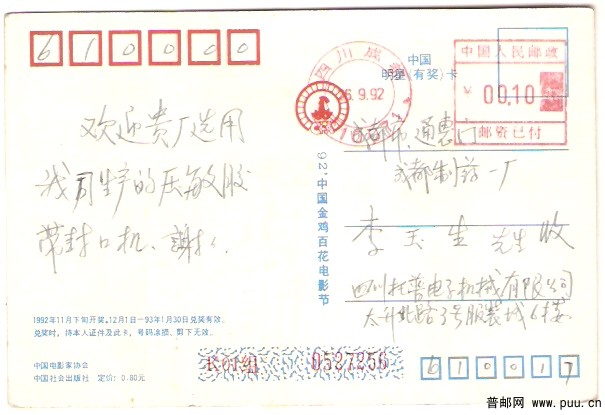 610000
四川成都
6.9.92
中国
明星(有奖)卡
中国人民邮政
¥ 00.10
邮资已付
欢迎贵厂选用
我司生产的压敏胶
带封口机、谢谢
成都市通惠门
成都制药一厂
李玉生 先生 收
四川托普电子机械有限公司
太升北路3号服装城6楼
92'中国金鸡百花电影节
1992年11月下旬开奖。12月1日—93年1月30日兑奖有效。
兑奖时,持本人证件及此卡,号码涂损、剪下无效。
中国电影家协会
中国社会出版社 定价:0.80元
0527256
610017
普邮网 www.puu.cn